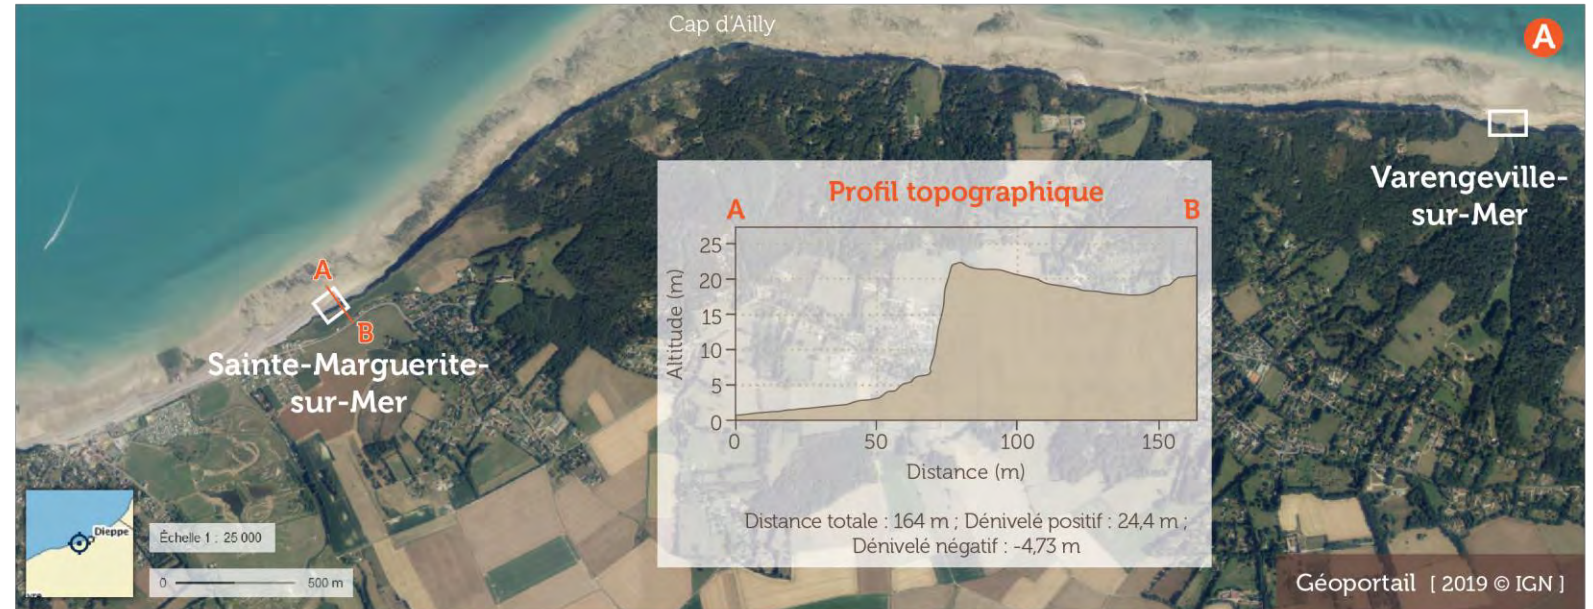 Cap d'Ailly
A
Varengeville-
sur-Mer
Profil topographique
A
B
25
20
15
10
5
0
Altitude (m)
0
50
100
150
Distance (m)
Distance totale : 164 m ; Dénivelé positif : 24,4 m ;
Dénivelé négatif : -4,73 m
A
B
Sainte-Marguerite-
sur-Mer
Dieppe
Échelle 1 : 25 000
0
500 m
Géoportail [ 2019 © IGN ]